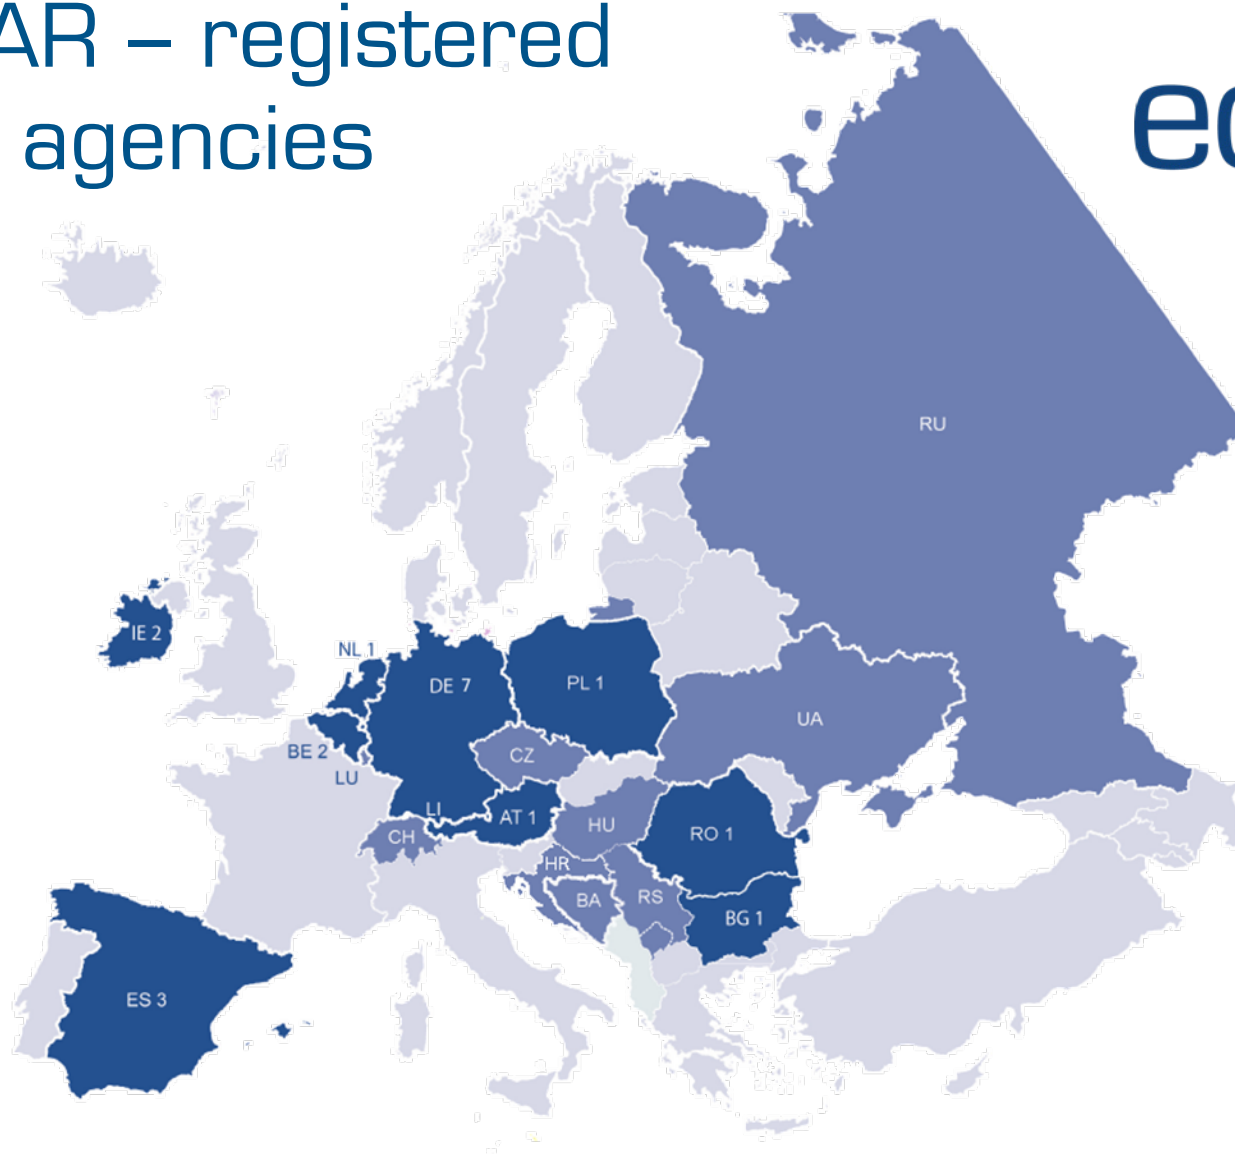 AR – registered
agencies
ec
RU
IE 2
NL 1
DE 7
PL 1
UA
BE 2
CZ
LU
LI
AT 1
HU
CH
RO 1
HR
BA
RS
BG 1
ES 3